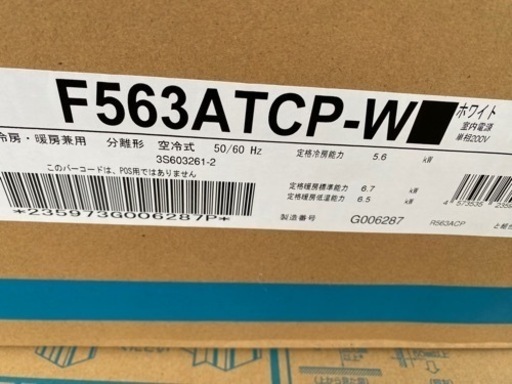 F563ATCP-W■ ホワイト
室内電源
単相200V
冷房・暖房兼用 分離形 空冷式 50/60 Hz
3S603261-2
このバーコードは、POS用ではありません
*235973G006287P*
定格冷房能力 5.6 kW
定格暖房標準能力 6.7 kW
定格暖房低温能力 6.5 kW
製造番号 G006287
4 573535 2359
R563ACP